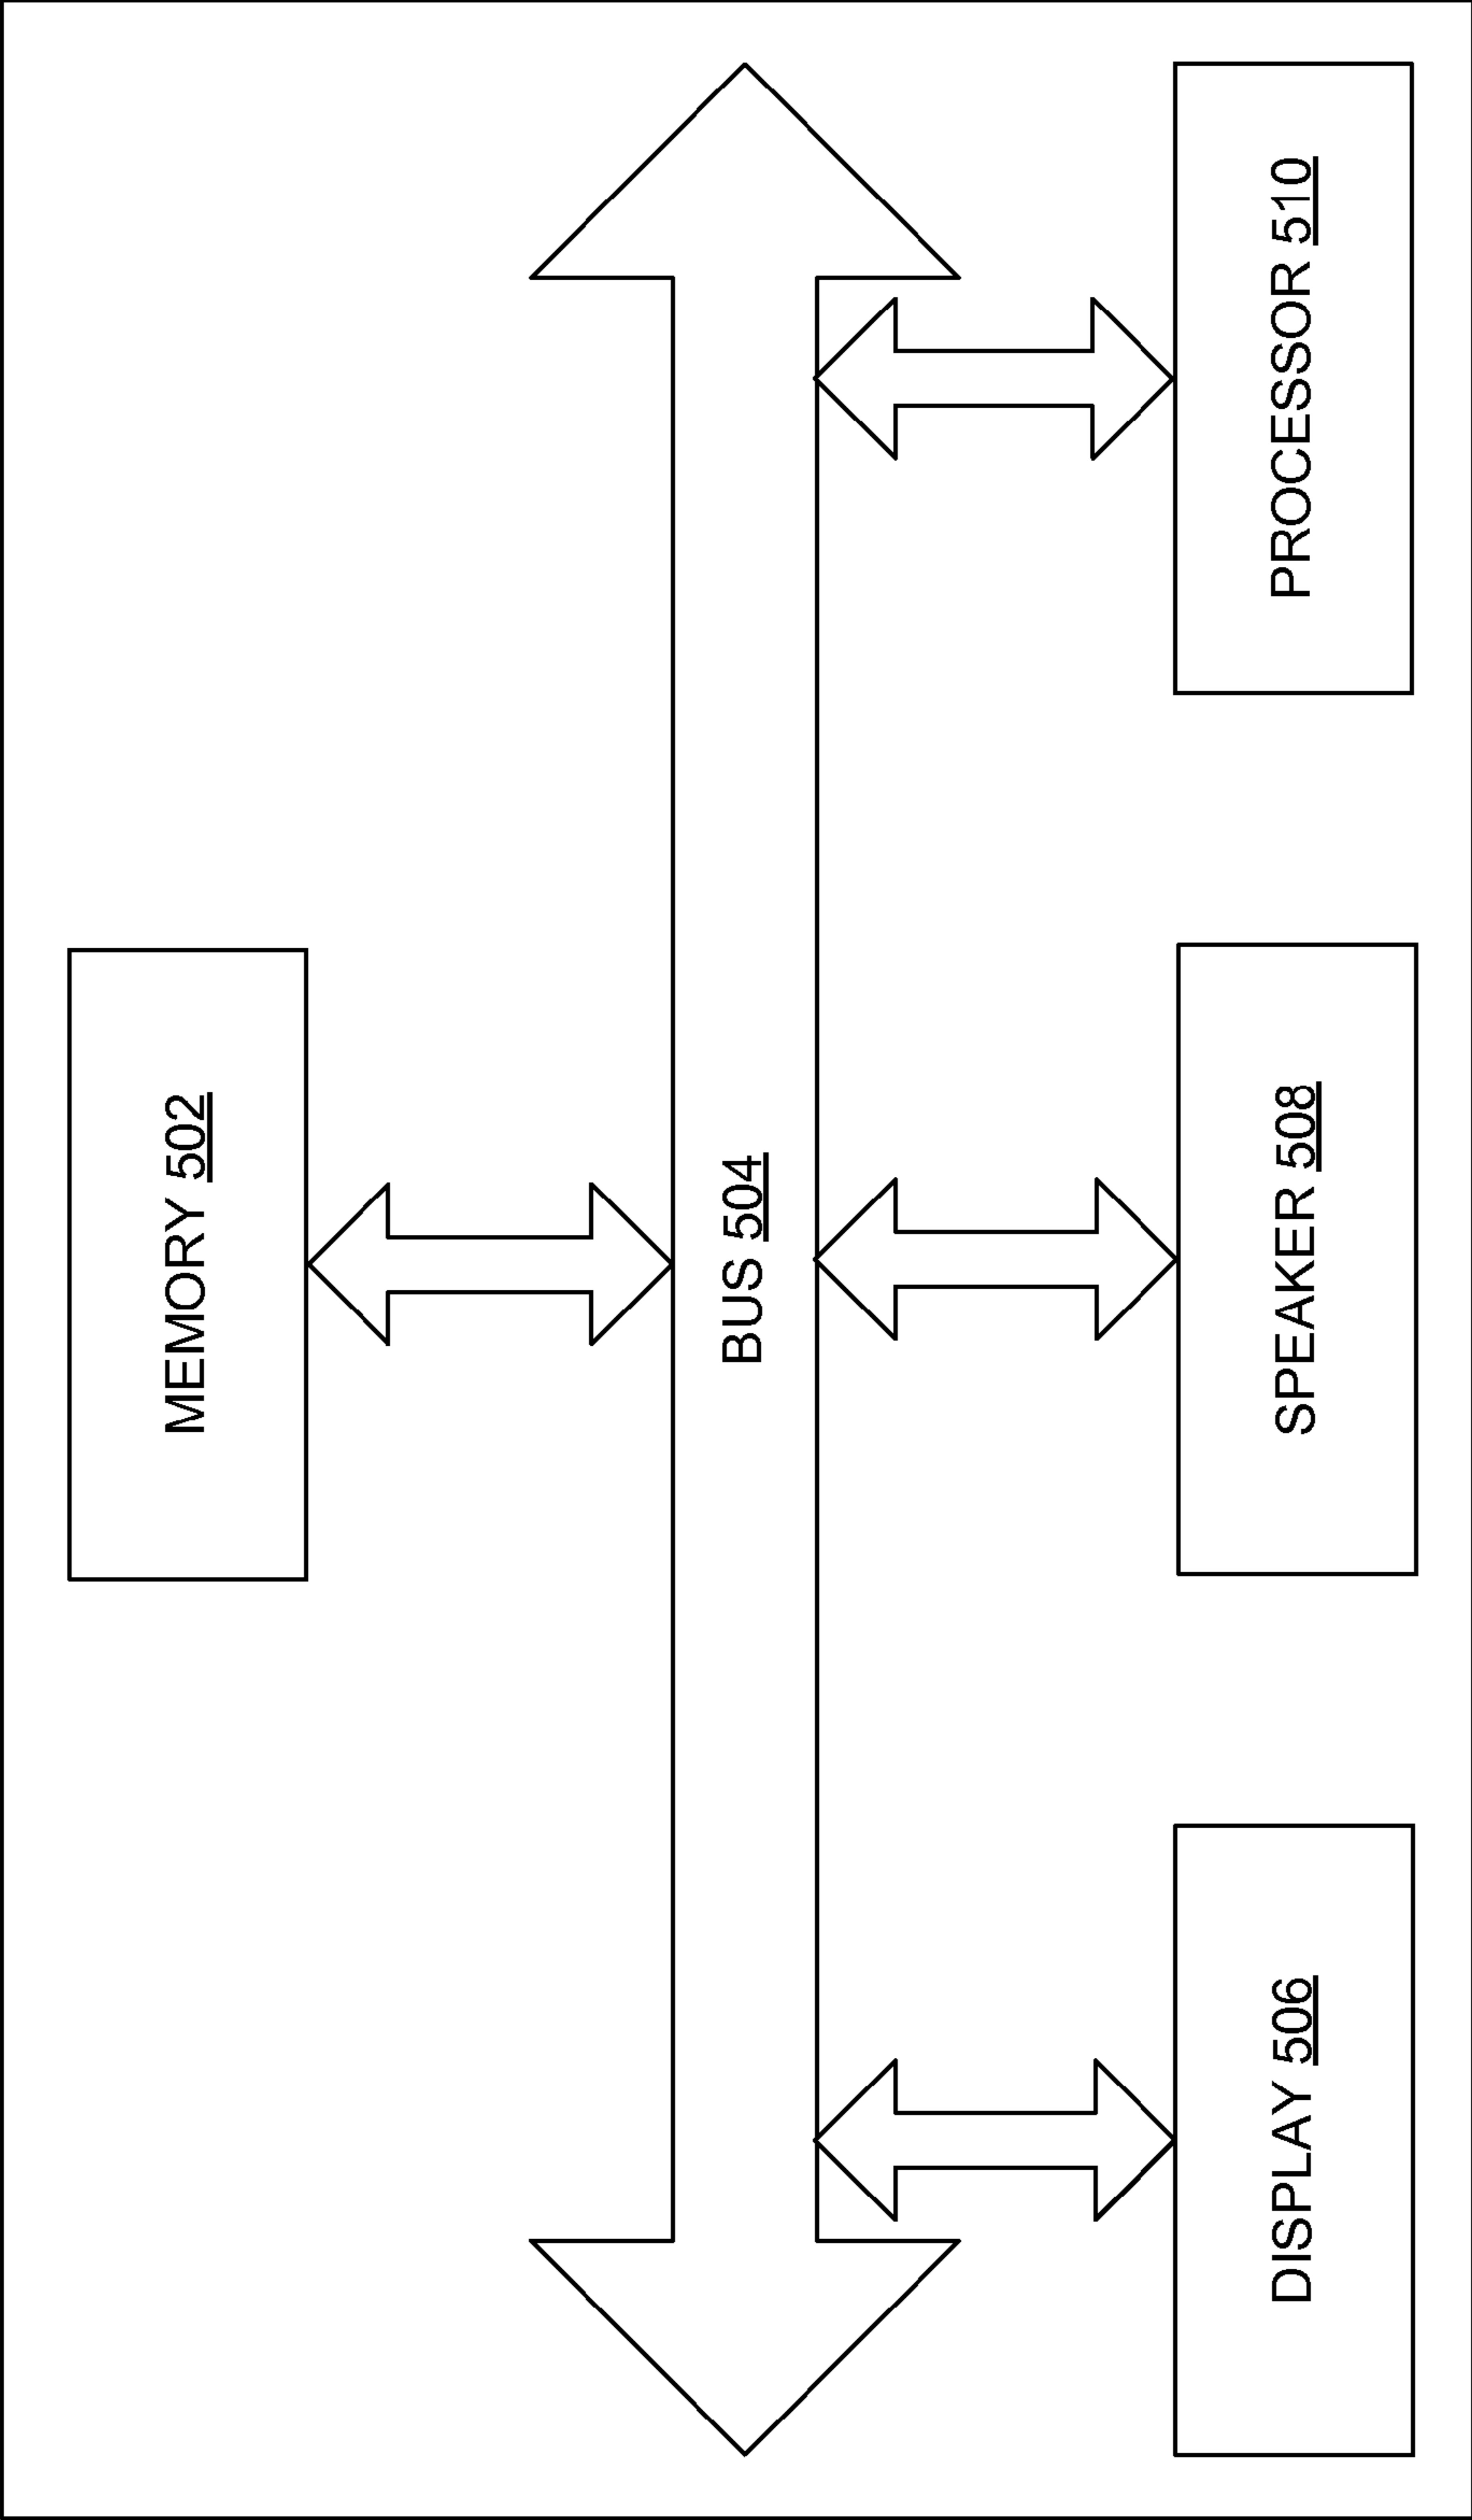 MEMORY 502
BUS 504
DISPLAY 506
SPEAKER 508
PROCESSOR 510